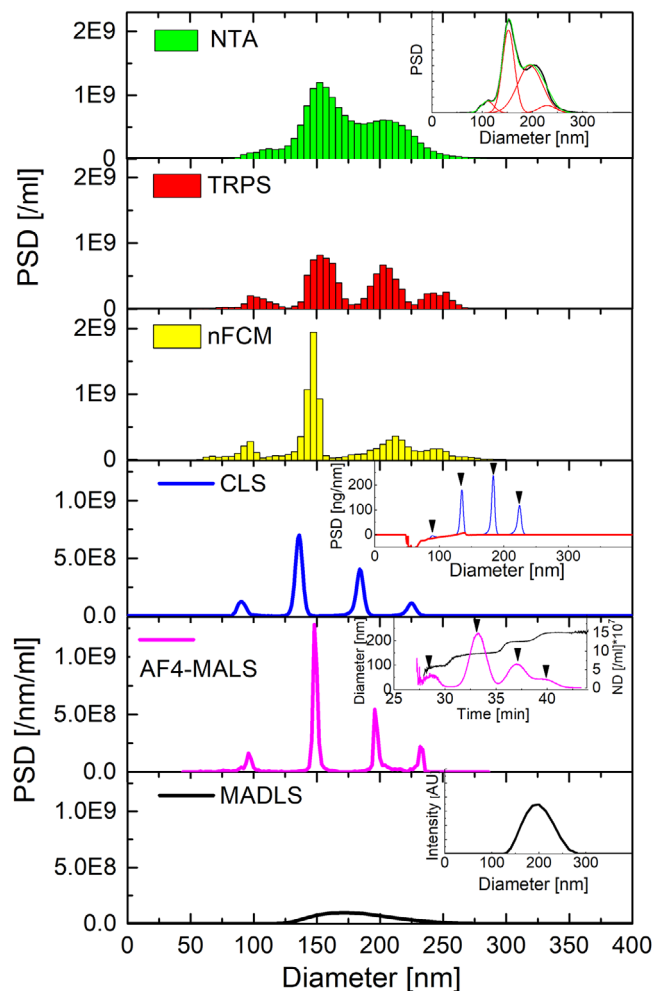 PSD [/ml]
2E9
1E9
0
NTA
PSD
0
100
200
300
Diameter [nm]
2E9
1E9
0
TRPS
2E9
1E9
0
nFCM
PSD [/nm/ml]
1.0E9
5.0E8
0.0
CLS
PSD [ng/nm]
200
100
0
0
100
200
300
Diameter [nm]
1.0E9
5.0E8
0.0
AF4-MALS
Diameter [nm]
200
100
0
25
30
35
40
Time [min]
15
10
5
0
ND [/ml]*10^7
1.0E9
5.0E8
0.0
MADLS
Intensity (AU)
0
100
200
300
Diameter [nm]
0
50
100
150
200
250
300
350
400
Diameter [nm]